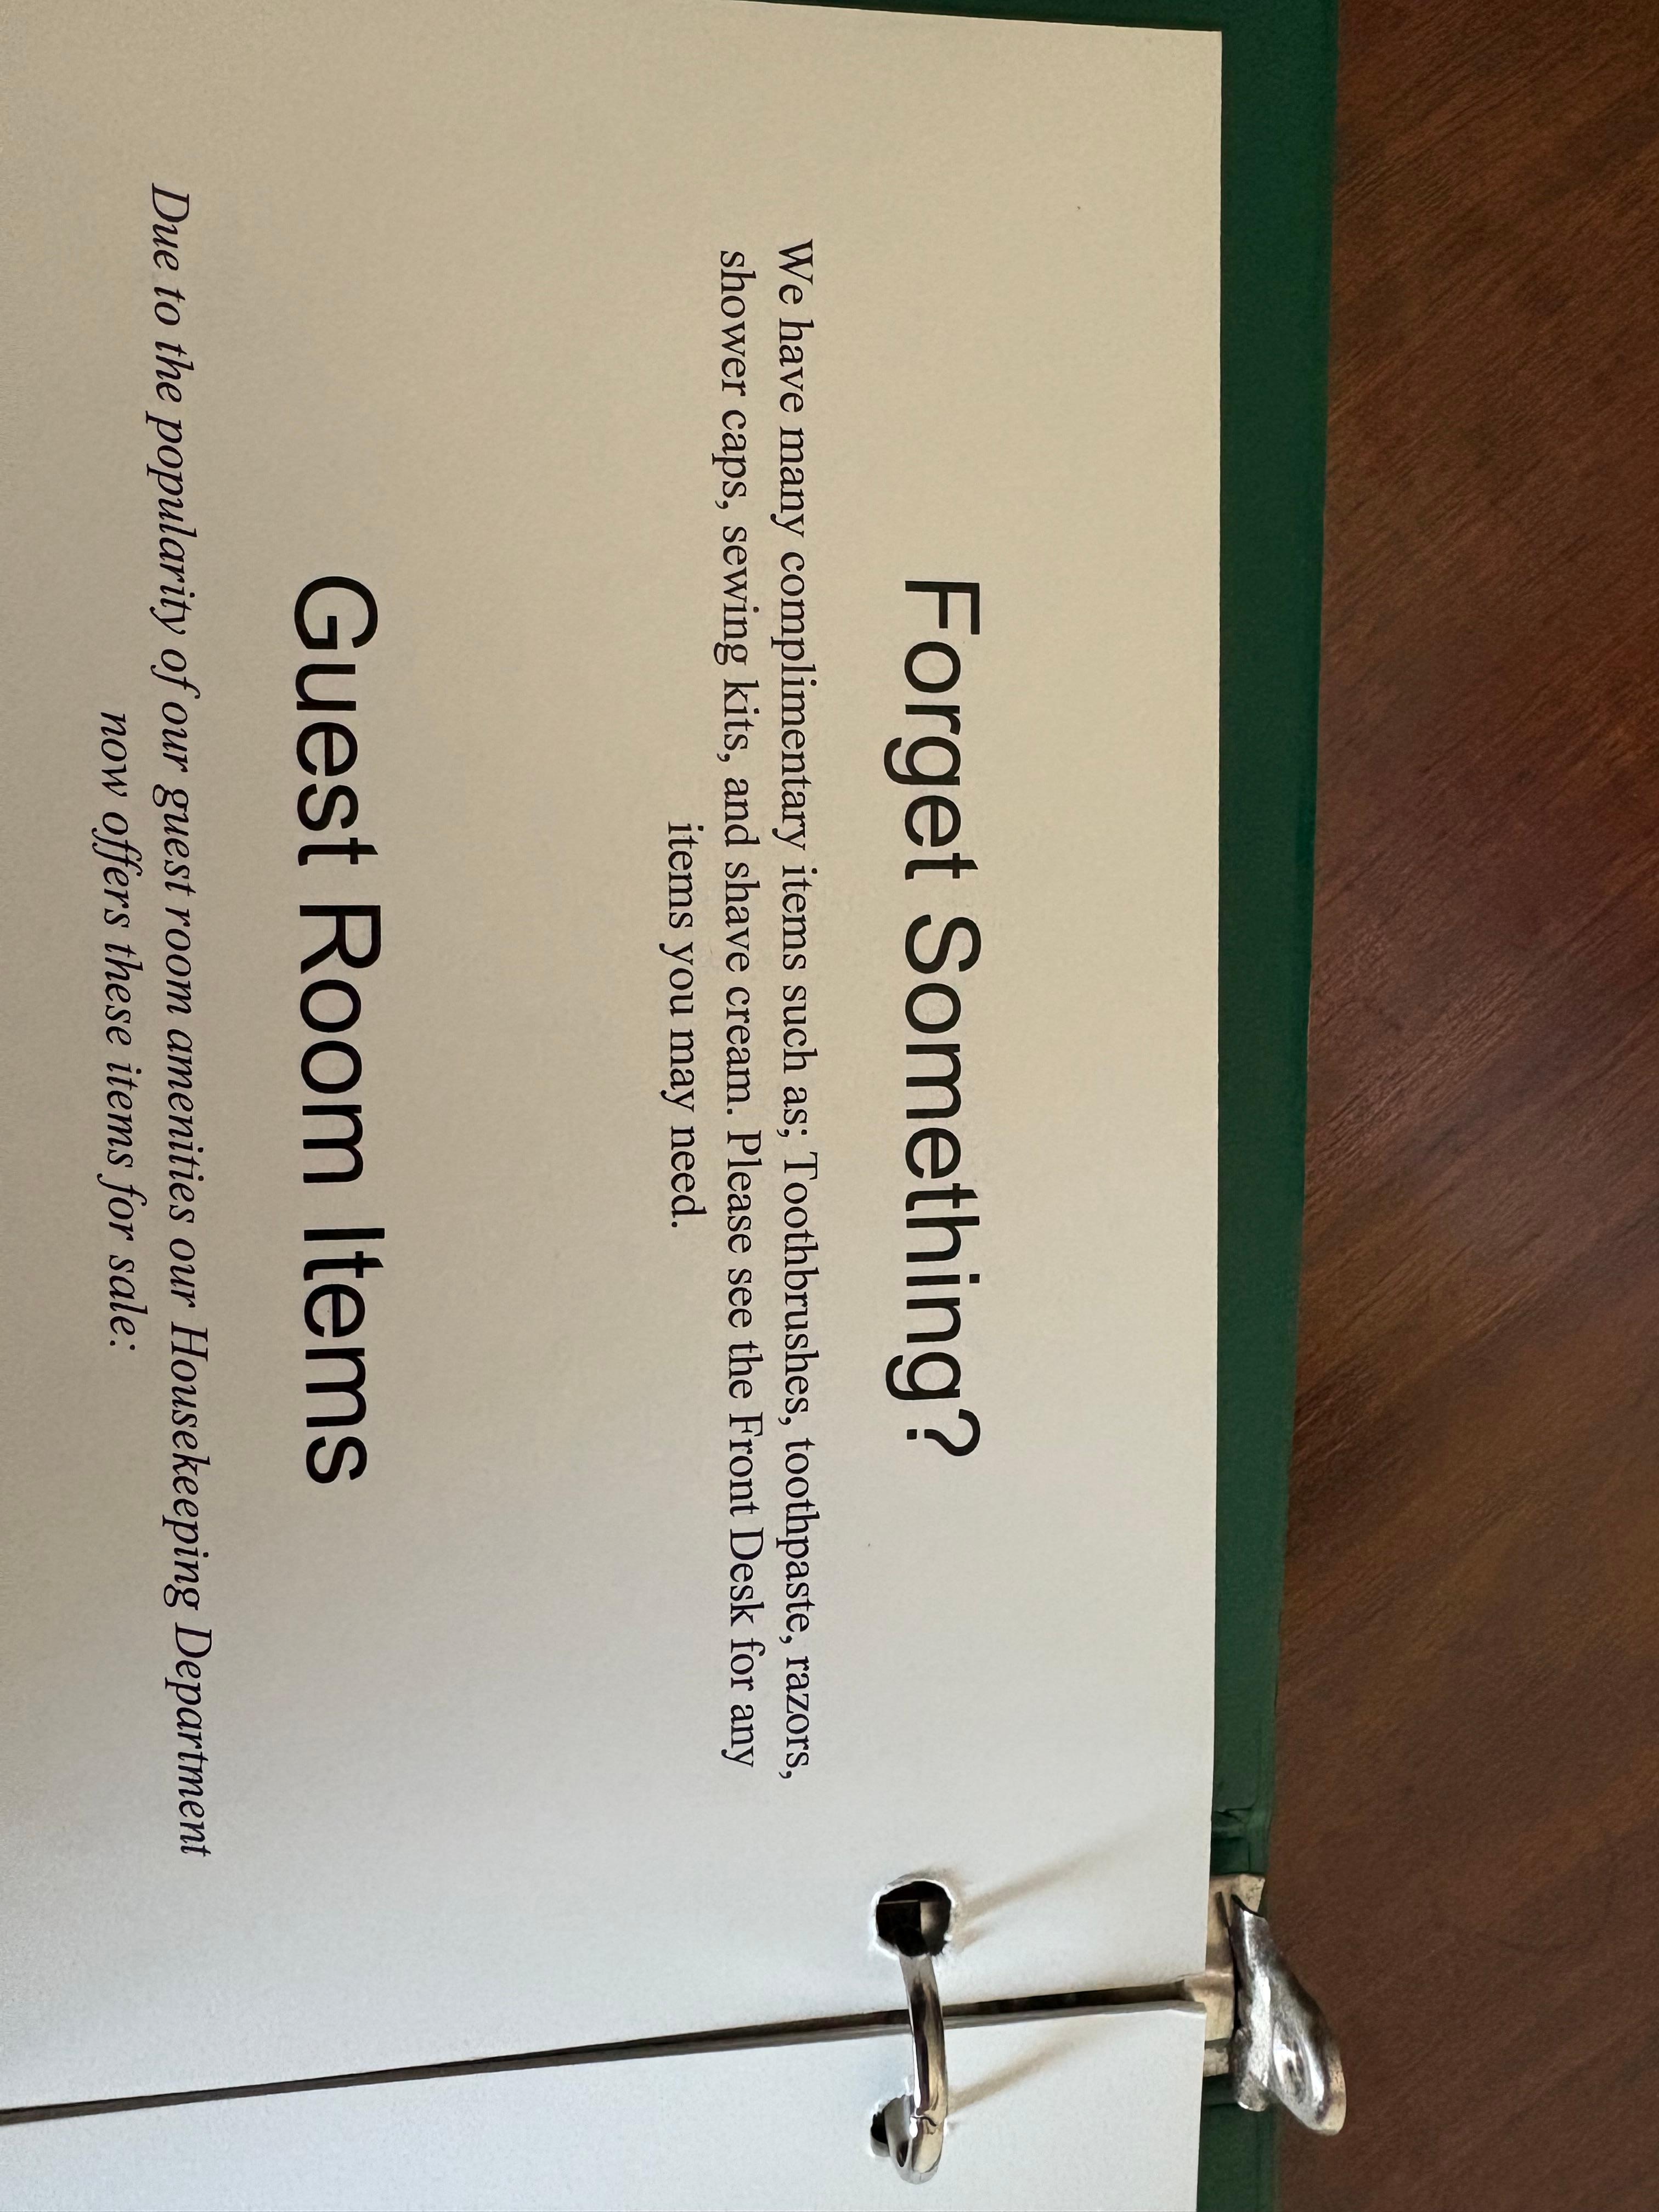 Forget Something?
We have many complimentary items such as; Toothbrushes, toothpaste, razors,
shower caps, sewing kits, and shave cream. Please see the Front Desk for any
items you may need.
Guest Room Items
Due to the popularity of our guest room amenities our Housekeeping Department
now offers these items for sale: